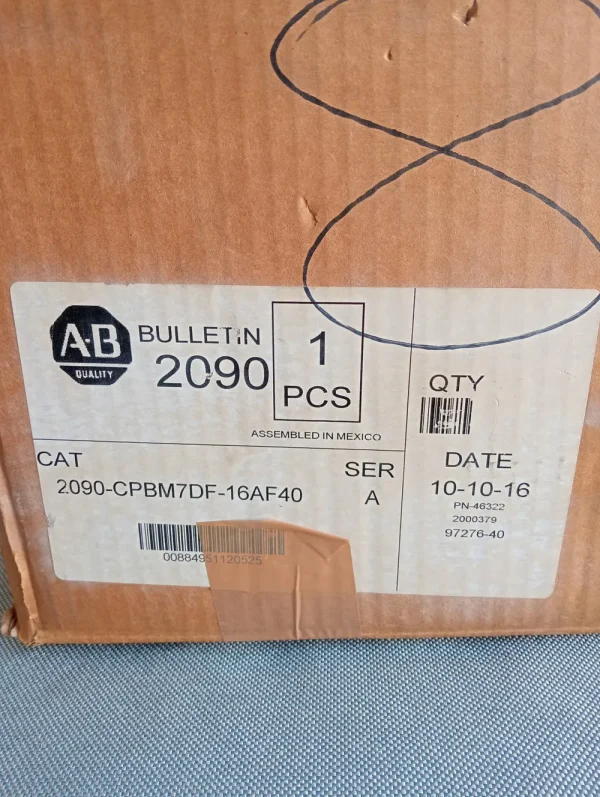 A·B
QUALITY
BULLETIN
2090
1
PCS
ASSEMBLED IN MEXICO
QTY
CAT
2090-CPBM7DF-16AF40
SER
A
DATE
10-10-16
PN-46322
2000379
97276-40
00884951120525